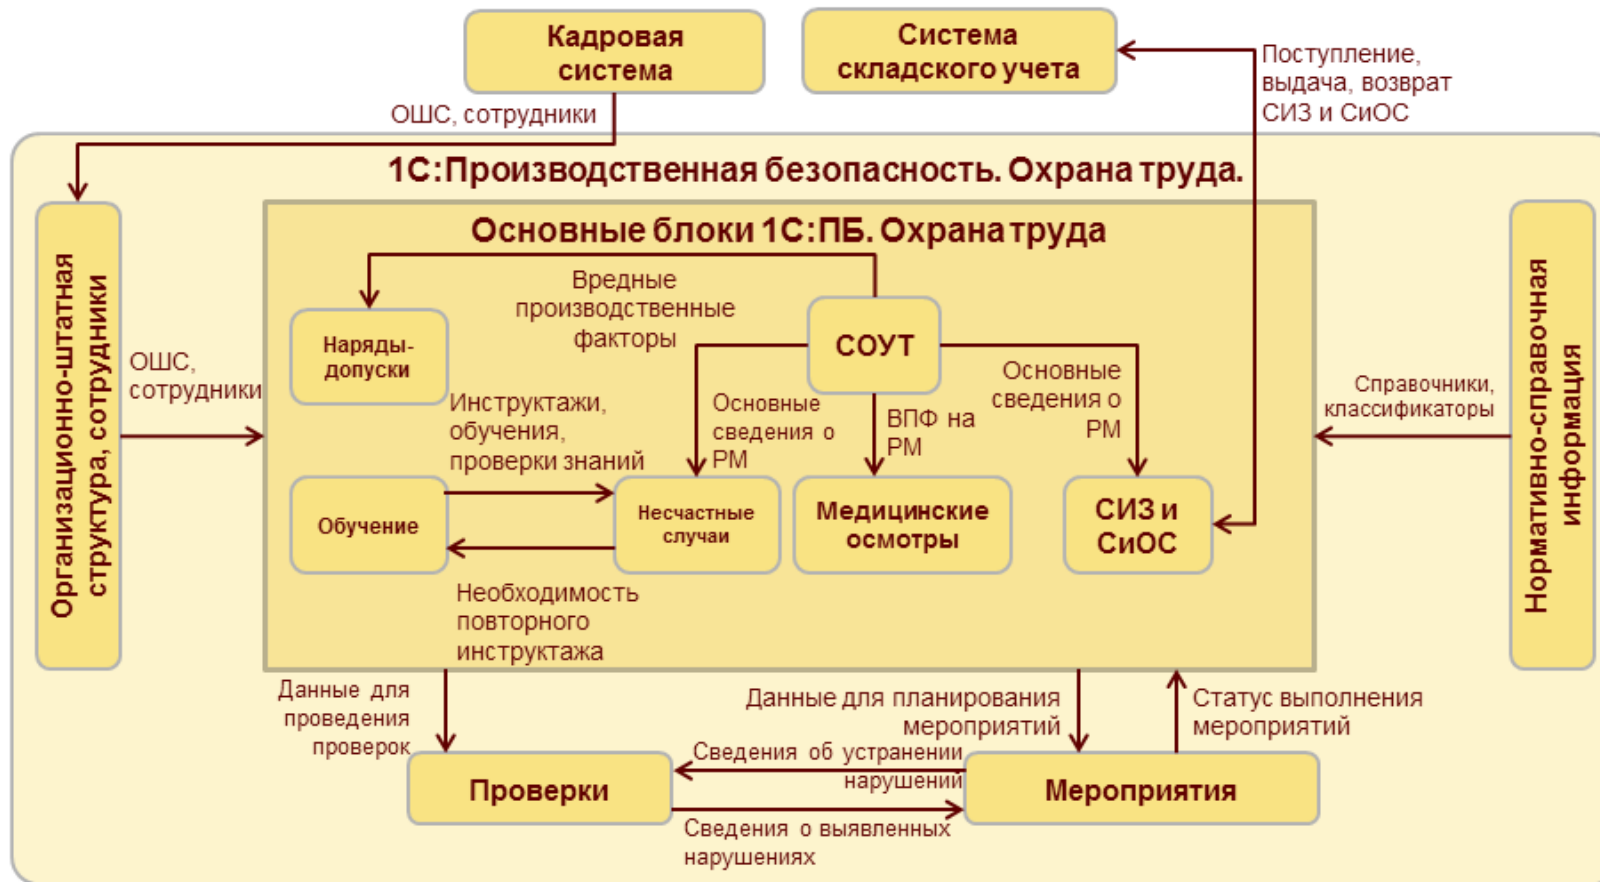 Кадровая
система
Система
складского учета
Поступление,
выдача, возврат
СИЗ и СиОС
ОШС, сотрудники
1С:Производственная безопасность. Охрана труда.
Организационно-штатная
структура, сотрудники
ОШС,
сотрудники
Основные блоки 1С:ПБ. Охрана труда
Вредные
производственные
факторы
Наряды-
допуски
СОУТ
Инструктажи,
обучения,
проверки знаний
Основные
сведения о
РМ
ВПФ на
РМ
Основные
сведения о
РМ
Обучение
Несчастные
случаи
Медицинские
осмотры
СИЗ и
СиОС
Необходимость
повторного
инструктажа
Справочники,
классификаторы
Нормативно-справочная
информация
Данные для
проведения
проверок
Данные для планирования
мероприятий
Статус выполнения
мероприятий
Сведения об устранении
нарушений
Проверки
Мероприятия
Сведения о выявленных
нарушениях